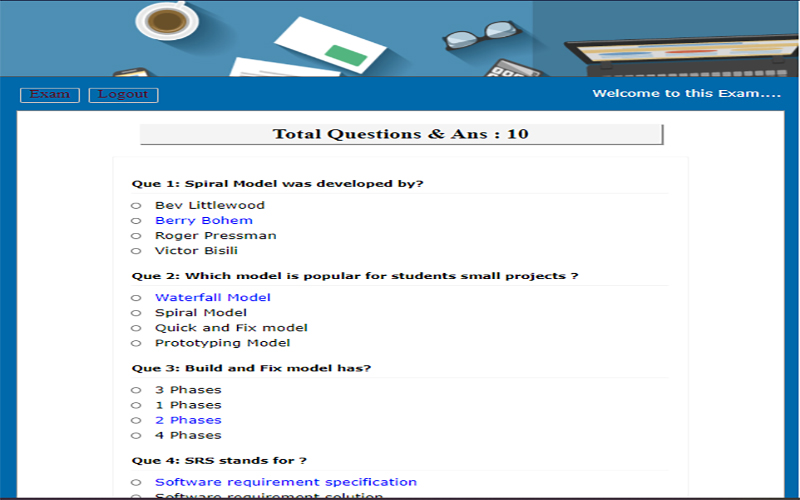 Exam Logout Welcome to this Exam....
Total Questions & Ans : 10
Que 1: Spiral Model was developed by?
Bev Littlewood
Berry Bohem
Roger Pressman
Victor Bisili
Que 2: Which model is popular for students small projects ?
Waterfall Model
Spiral Model
Quick and Fix model
Prototyping Model
Que 3: Build and Fix model has?
3 Phases
1 Phases
2 Phases
4 Phases
Que 4: SRS stands for ?
Software requirement specification
Software requirement solution